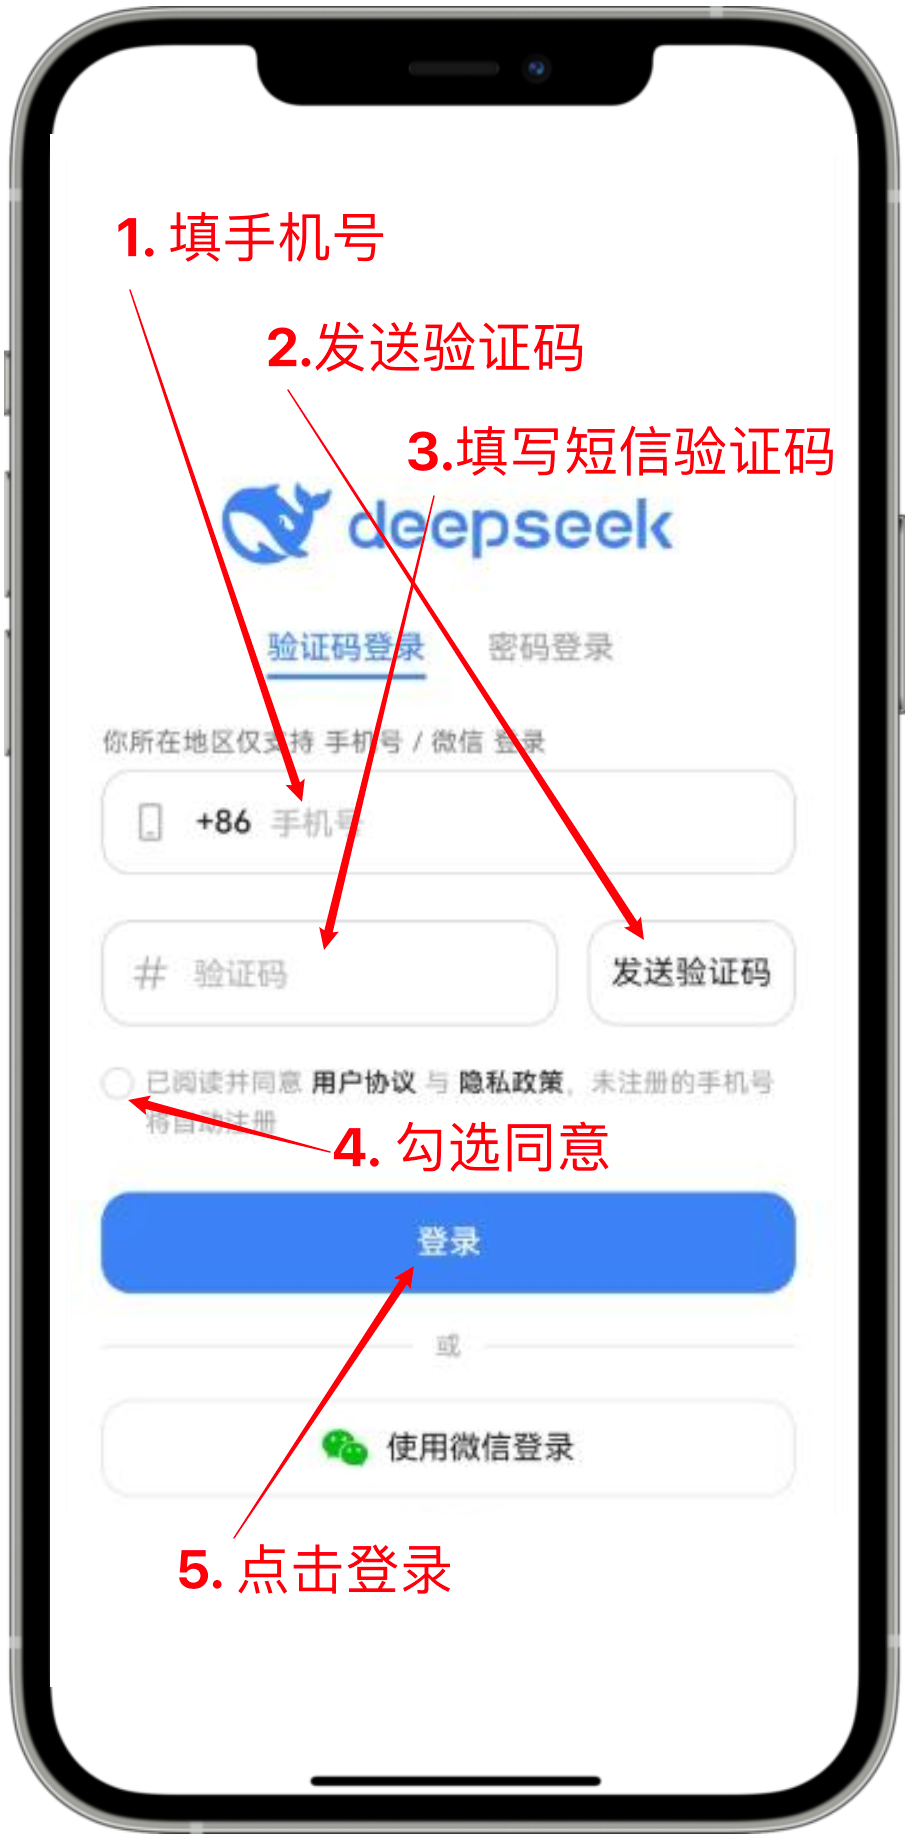 1. 填手机号
2.发送验证码
3.填写短信验证码
deepseek
验证码登录 密码登录
你所在地区仅支持 手机号 / 微信 登录
+86 手机号
# 验证码 发送验证码
已阅读并同意 用户协议 与 隐私政策，未注册的手机号
将自动注册
4. 勾选同意
登录
或
使用微信登录
5. 点击登录